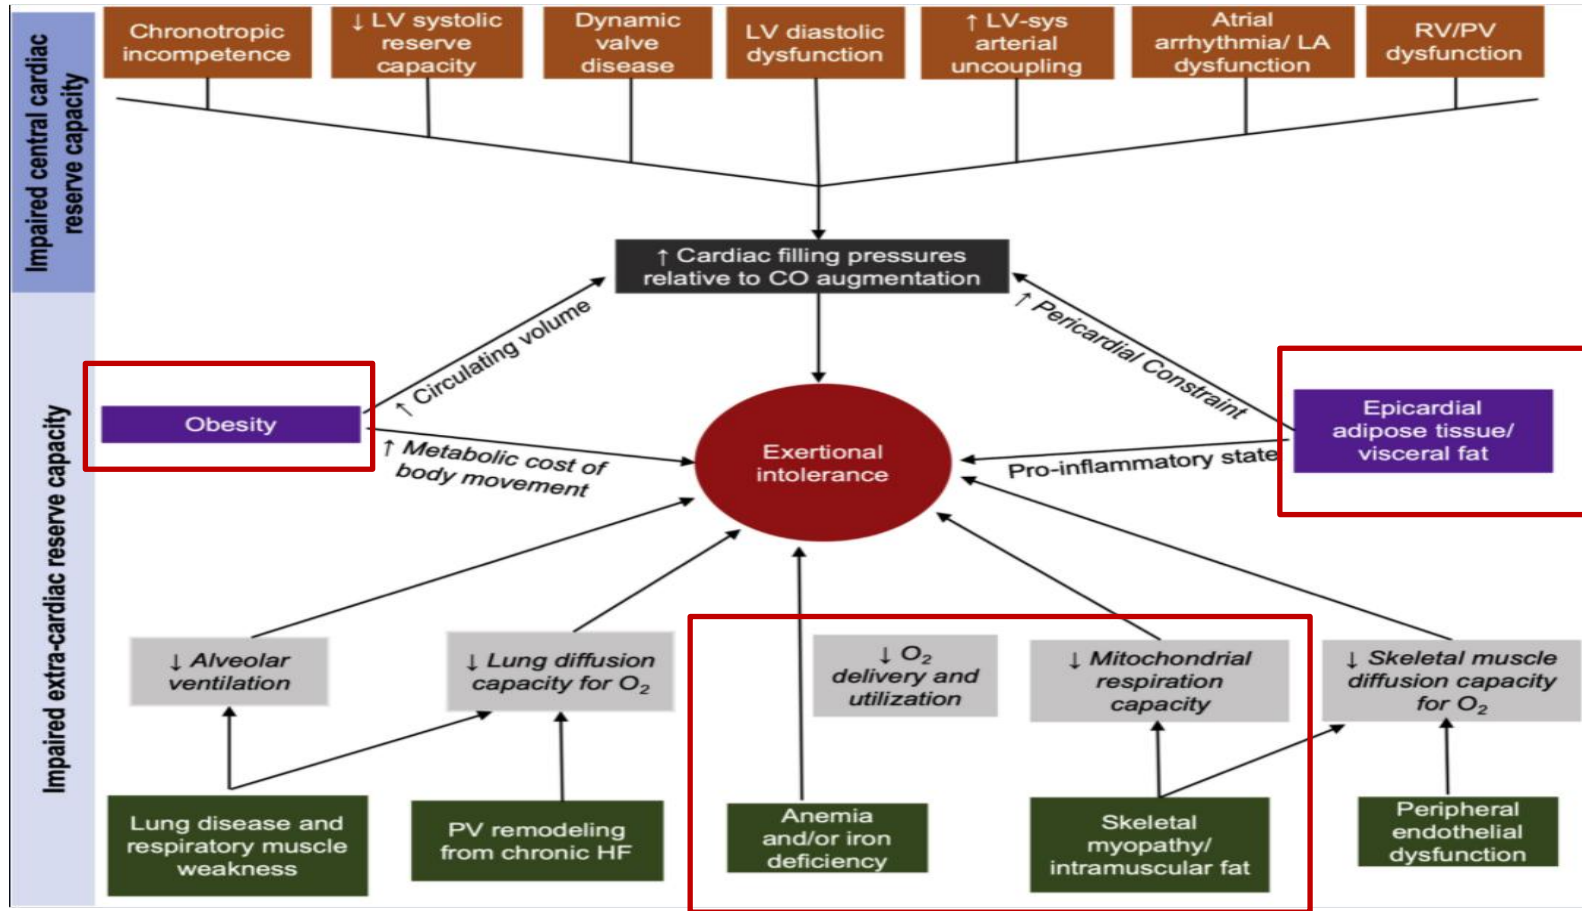 Impaired central cardiac
reserve capacity
Chronotropic
incompetence
↓ LV systolic
reserve
capacity
Dynamic
valve
disease
LV diastolic
dysfunction
↑ LV-sys
arterial
uncoupling
Atrial
arrhythmia/ LA
dysfunction
RV/PV
dysfunction
↑ Cardiac filling pressures
relative to CO augmentation
Impaired extra-cardiac reserve capacity
↑ Circulating volume
↑ Pericardial Constraint
Obesity
↑ Metabolic cost of
body movement
Exertional
intolerance
Pro-inflammatory state
Epicardial
adipose tissue/
visceral fat
↓ Alveolar
ventilation
↓ Lung diffusion
capacity for O₂
↓ O₂
delivery and
utilization
↓ Mitochondrial
respiration
capacity
↓ Skeletal muscle
diffusion capacity
for O₂
Lung disease and
respiratory muscle
weakness
PV remodeling
from chronic HF
Anemia
and/or iron
deficiency
Skeletal
myopathy/
intramuscular fat
Peripheral
endothelial
dysfunction